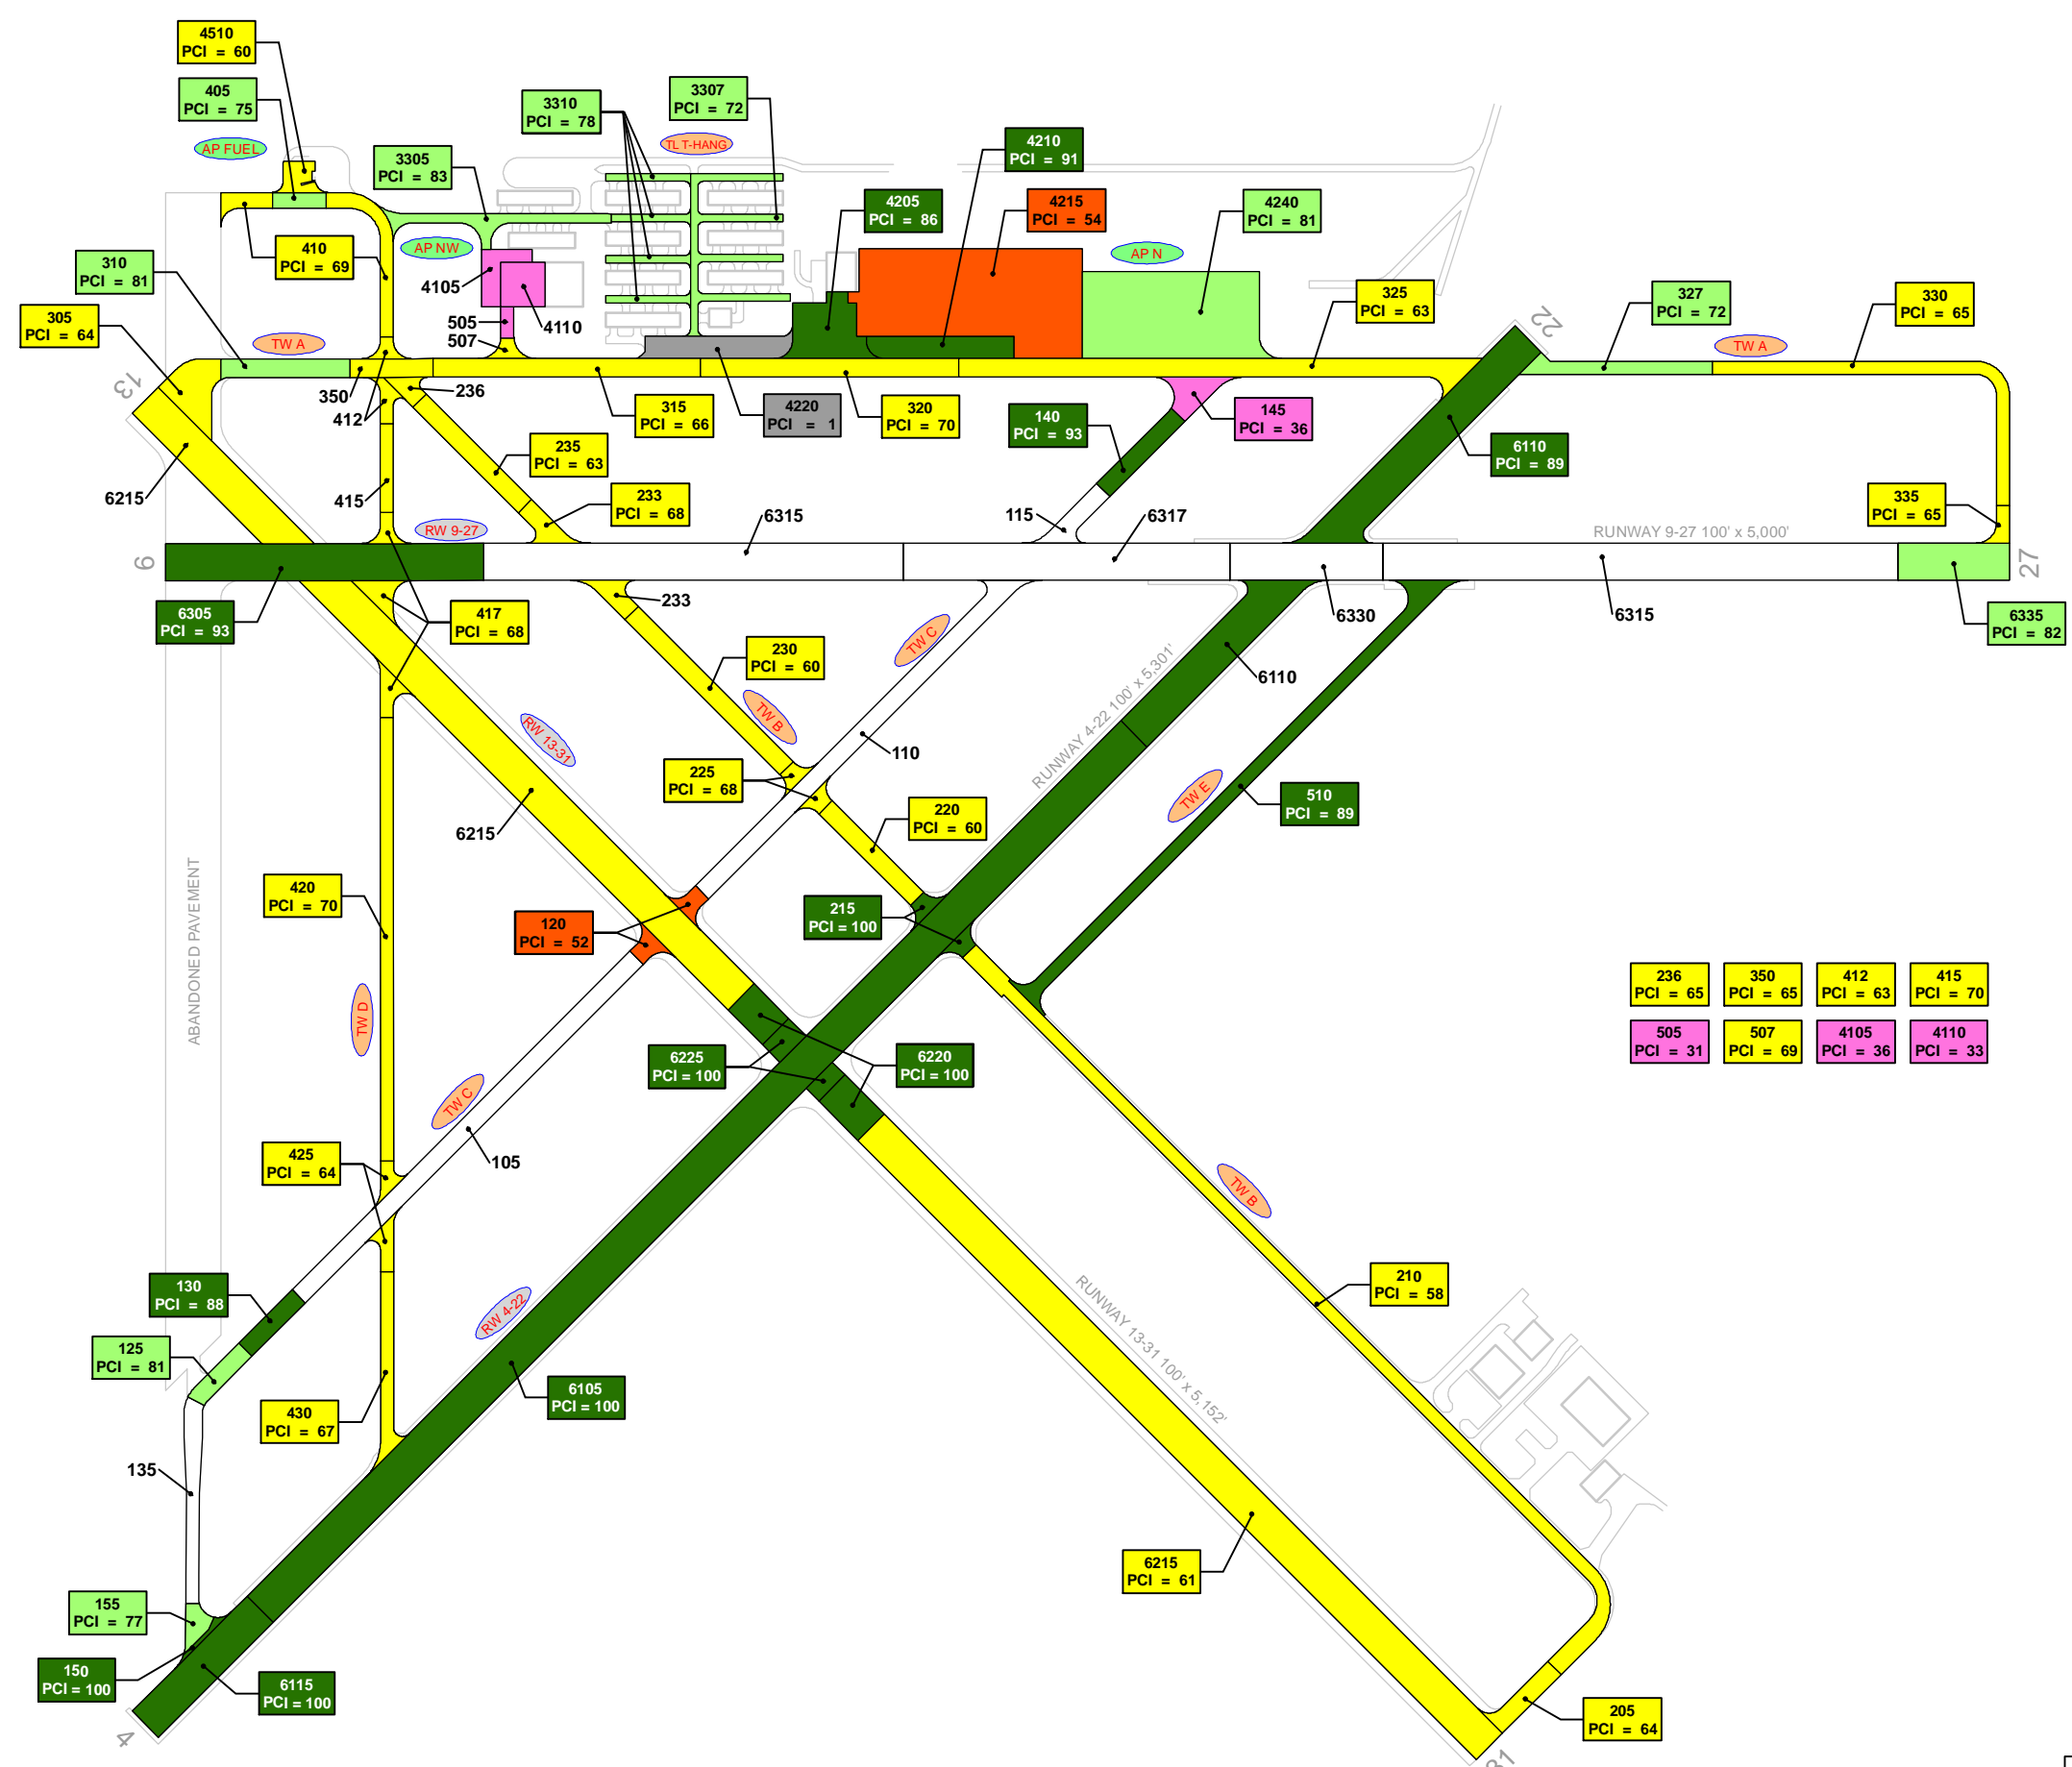 4510
PCI = 60
405
PCI = 75
AP FUEL
3310
PCI = 78
3307
PCI = 72
TL T-HANG
4210
PCI = 91
3305
PCI = 83
4205
PCI = 86
4215
PCI = 54
4240
PCI = 81
410
PCI = 69
AP NW
AP N
310
PCI = 81
4105
4110
325
PCI = 63
327
PCI = 72
330
PCI = 65
305
PCI = 64
505
507
22
TW A
TW A
13
350
412
236
315
PCI = 66
4220
PCI = 1
320
PCI = 70
140
PCI = 93
145
PCI = 36
6110
PCI = 89
235
PCI = 63
6215
415
233
PCI = 68
335
PCI = 65
RW 9-27
6315
115
6317
RUNWAY 9-27 100' x 5,000'
9
27
6305
PCI = 93
417
PCI = 68
233
6330
6315
6335
PCI = 82
230
PCI = 60
TW C
6110
RW 13-31
TW B
RUNWAY 4-22 100' x 5,301'
110
225
PCI = 68
220
PCI = 60
TW E
510
PCI = 89
6215
ABANDONED PAVEMENT
420
PCI = 70
120
PCI = 52
215
PCI = 100
236
PCI = 65
350
PCI = 65
412
PCI = 63
415
PCI = 70
505
PCI = 31
507
PCI = 69
4105
PCI = 36
4110
PCI = 33
TW D
6225
PCI = 100
6220
PCI = 100
TW C
105
425
PCI = 64
TW B
130
PCI = 88
RW 4-22
210
PCI = 58
RUNWAY 13-31 100' x 5,152'
125
PCI = 81
6105
PCI = 100
430
PCI = 67
135
6215
PCI = 61
155
PCI = 77
150
PCI = 100
6115
PCI = 100
205
PCI = 64
4
31